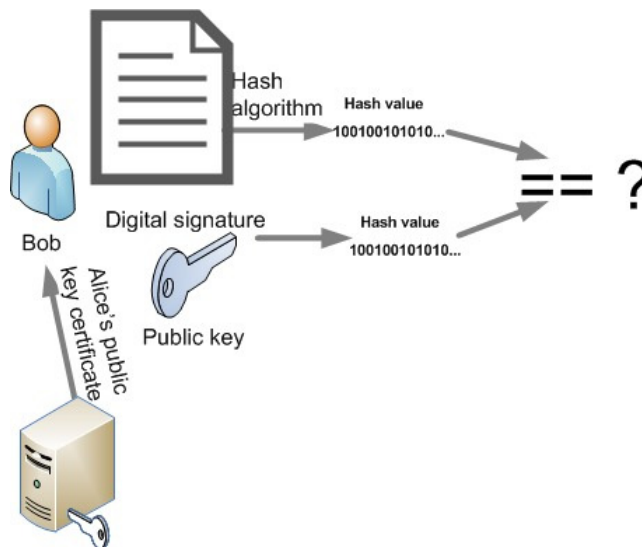 Hash
algorithm
Hash value
100100101010...
== ?
Digital signature
Hash value
100100101010...
Bob
Public key
Alice's public
key certificate